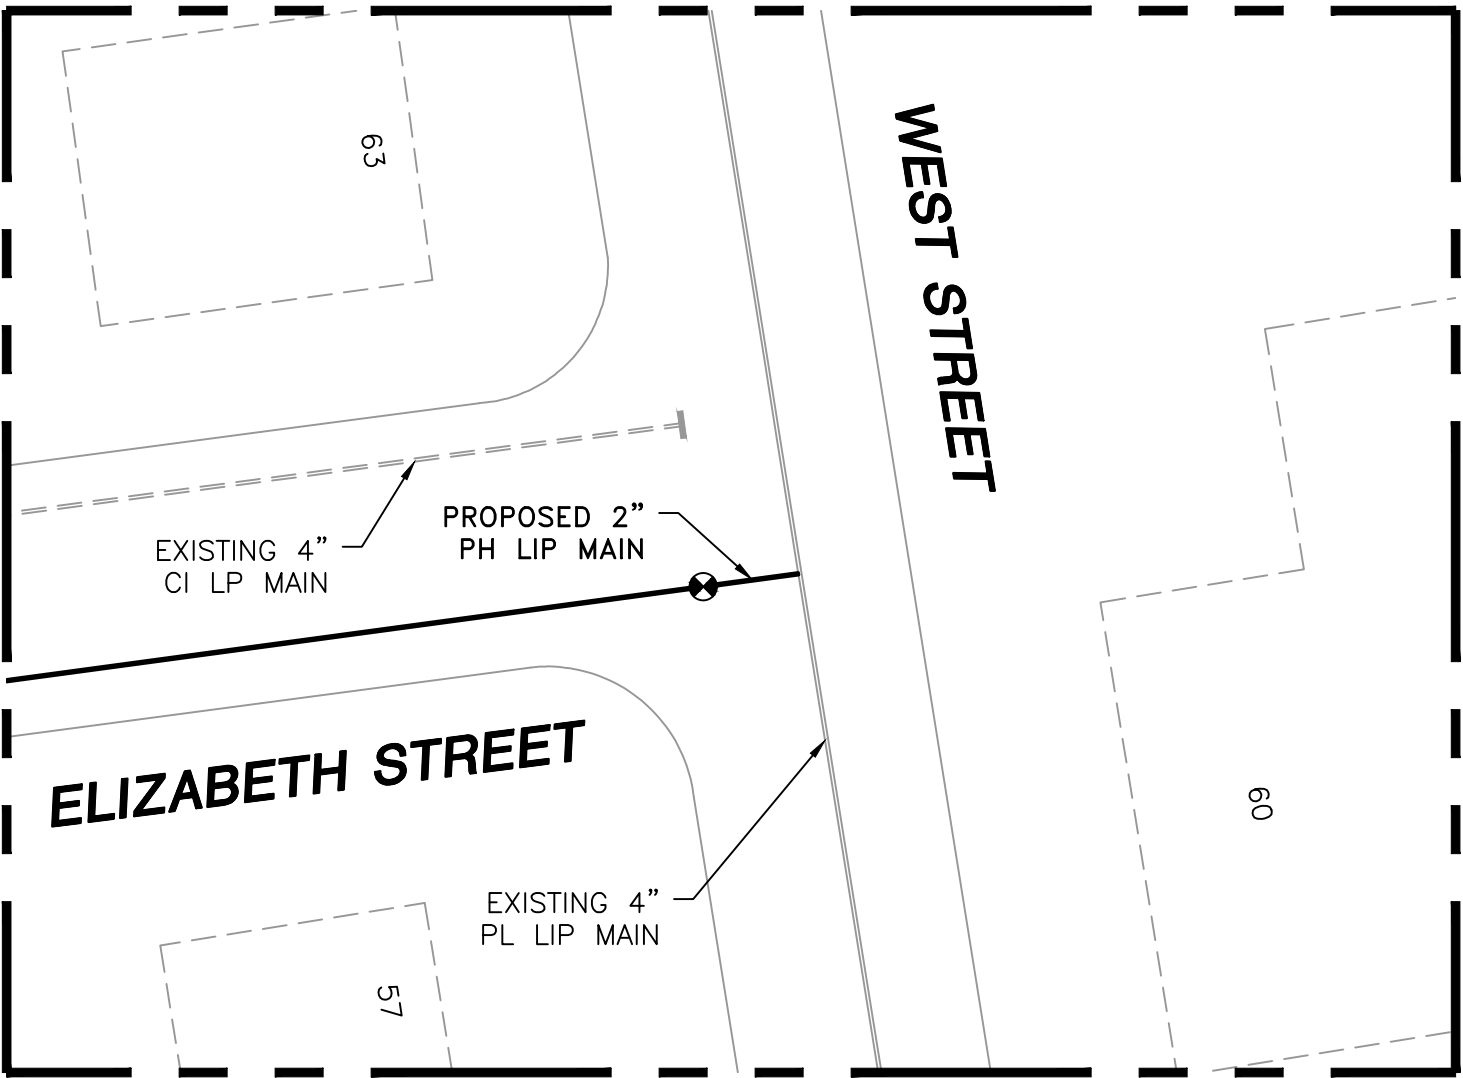 63
WEST STREET
PROPOSED 2”
PH LIP MAIN
EXISTING 4”
CI LP MAIN
ELIZABETH STREET
60
EXISTING 4”
PL LIP MAIN
57